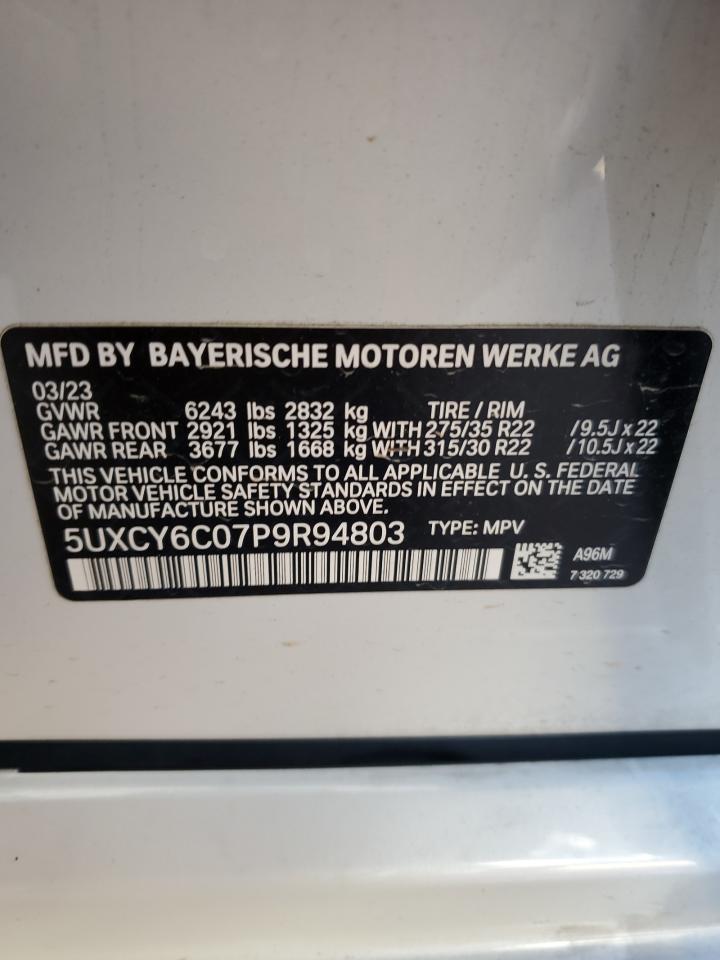 MFD BY BAYERISCHE MOTOREN WERKE AG
03/23
GVWR 6243 lbs 2832 kg TIRE / RIM
GAWR FRONT 2921 lbs 1325 kg WITH 275/35 R22 / 9.5J x 22
GAWR REAR 3677 lbs 1668 kg WITH 315/30 R22 / 10.5J x 22
THIS VEHICLE CONFORMS TO ALL APPLICABLE U. S. FEDERAL
MOTOR VEHICLE SAFETY STANDARDS IN EFFECT ON THE DATE
OF MANUFACTURE SHOWN ABOVE.
5UXCY6C07P9R94803 TYPE: MPV
A96M
7 320 729